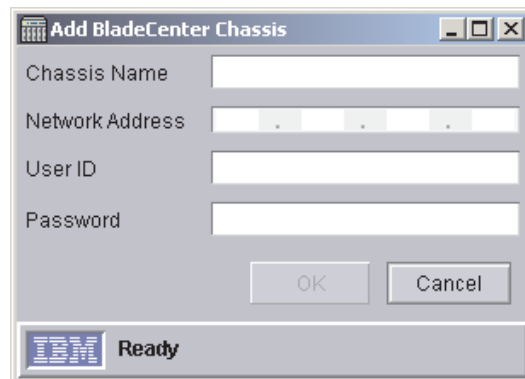 Add BladeCenter Chassis
Chassis Name
Network Address . . .
User ID
Password
OK Cancel
IBM Ready